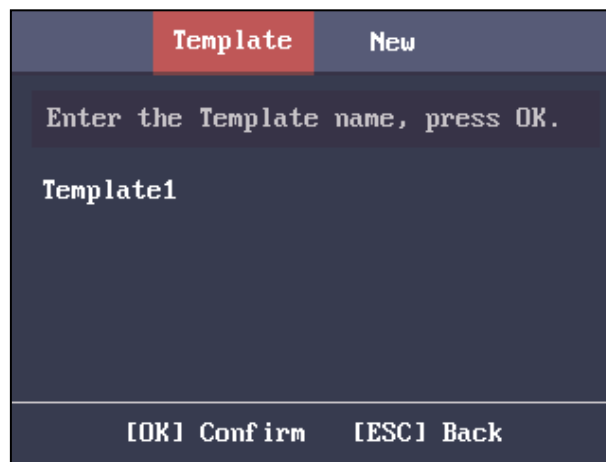 Template New
Enter the Template name, press OK.
Template1
[OK] Confirm [ESC] Back